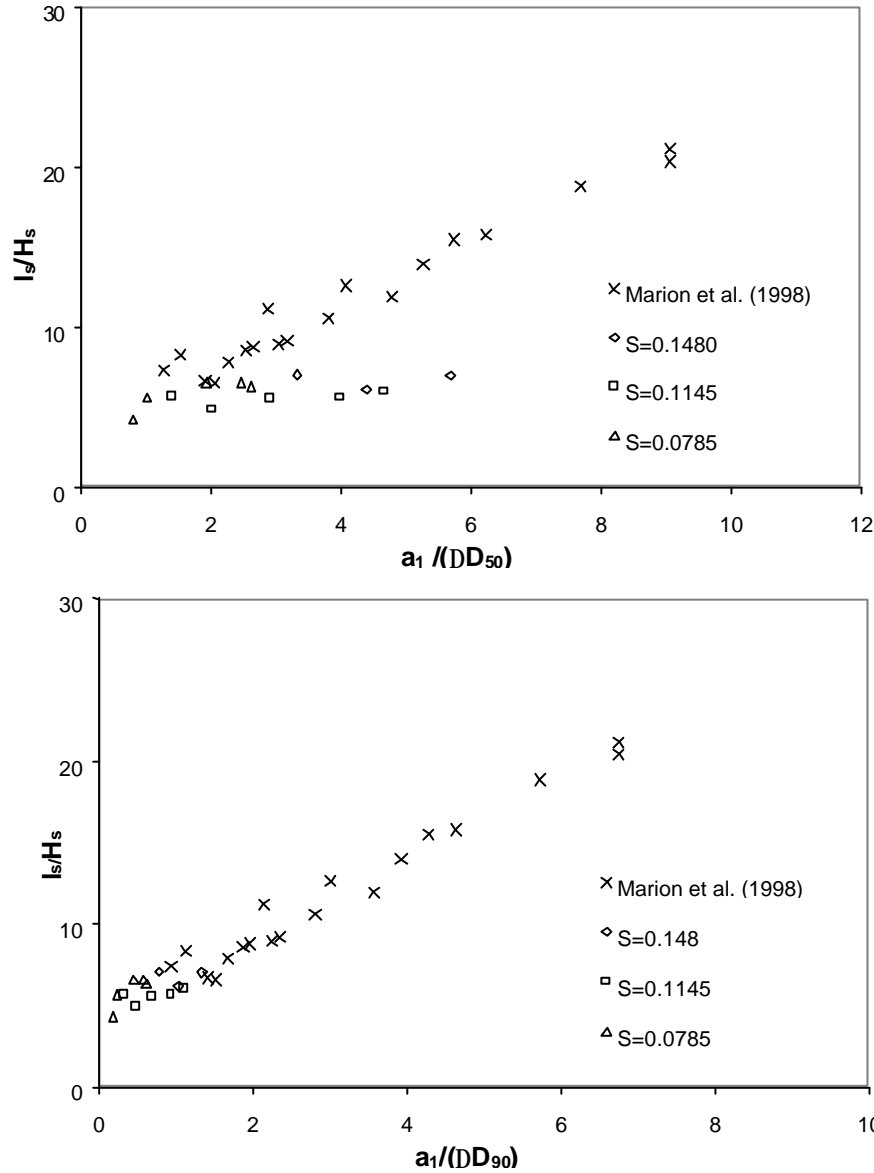 30
20
10
0
ls/Hs
0 2 4 6 8 10 12
a1 /(DD50)
Marion et al. (1998)
S=0.1480
S=0.1145
S=0.0785
30
20
10
0
ls/Hs
0 2 4 6 8 10
a1/(DD90)
Marion et al. (1998)
S=0.148
S=0.1145
S=0.0785